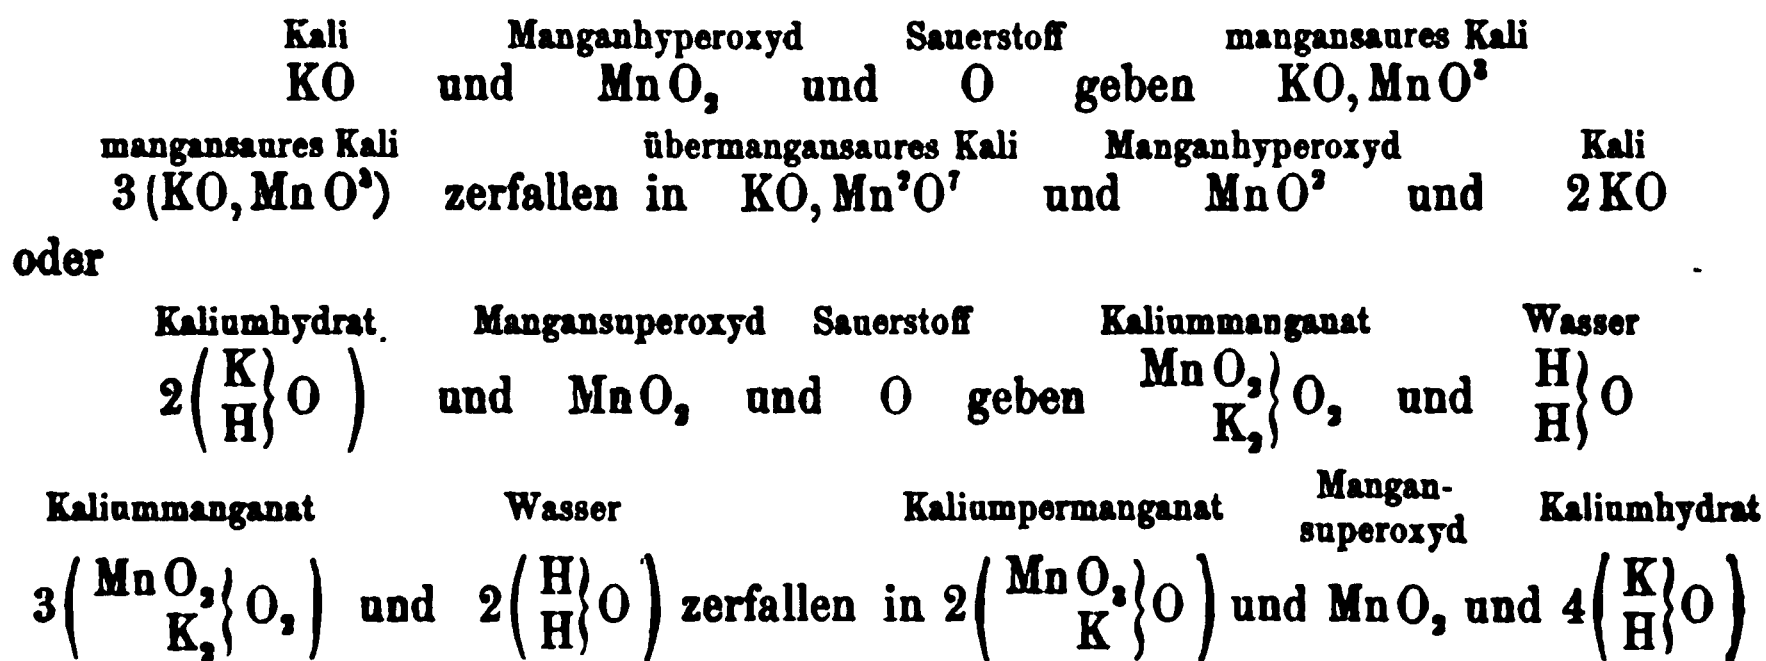 Kali Manganhyperoxyd Sauerstoff mangansaures Kali
KO und MnO₂ und O geben KO, MnO³
mangansaures Kali übermangansaures Kali Manganhyperoxyd Kali
3(KO, MnO³) zerfallen in KO, Mn²O⁷ und MnO² und 2KO
oder
Kaliumhydrat Mangansuperoxyd Sauerstoff Kaliummanganat Wasser
2(K H}O) und MnO₂ und O geben MnO₂ K₂}O₂ und H H}O
Kaliummanganat Wasser Kaliumpermanganat Mangan-superoxyd Kaliumhydrat
3(MnO₂ K₂}O₂) und 2(H H}O) zerfallen in 2(MnO₃ K}O) und MnO₂ und 4(K H}O)